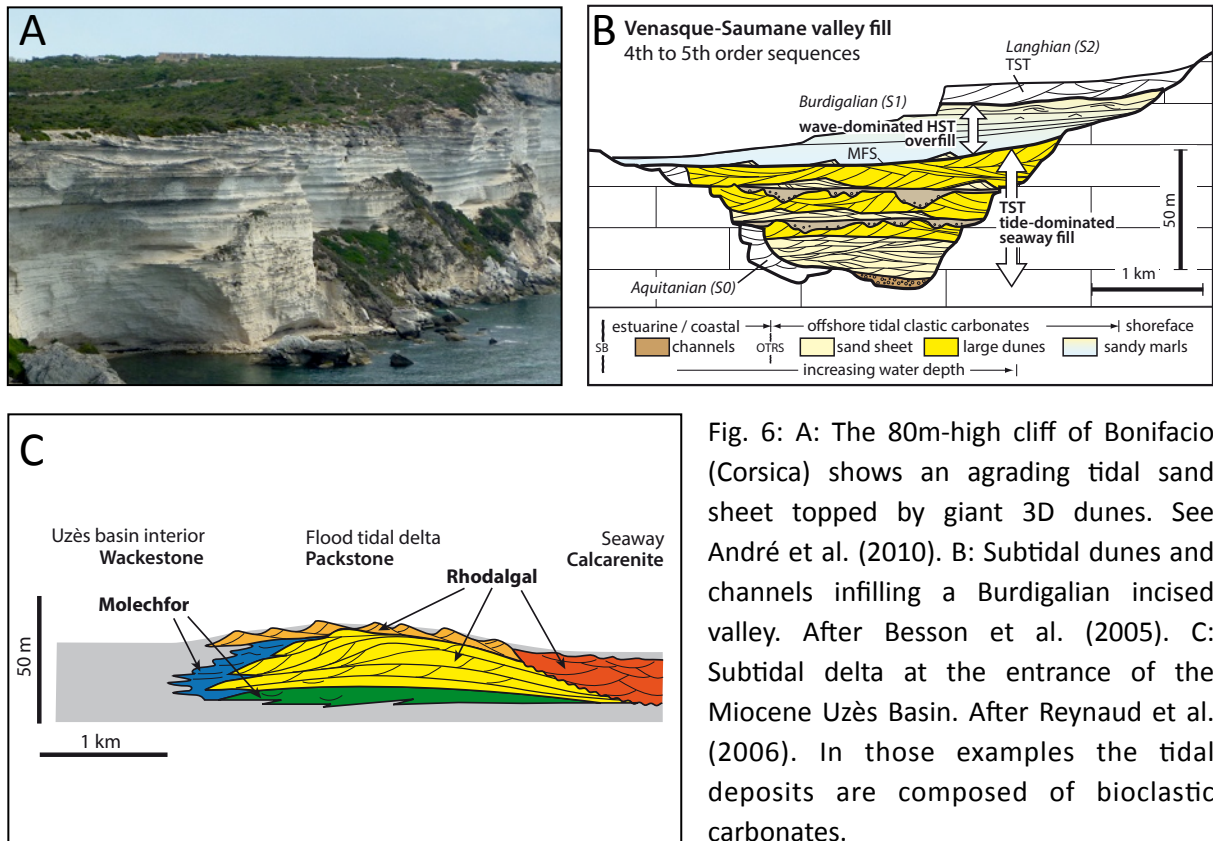 A
B
Venasque-Saumane valley fill
4th to 5th order sequences
Langhian (S2)
TST
Burdigalian (S1)
wave-dominated HST
overfill
MFS
TST
tide-dominated
seaway fill
50 m
Aquitanian (S0)
1 km
estuarine / coastal
offshore tidal clastic carbonates
shoreface
SB
channels
OTRS
sand sheet
large dunes
sandy marls
increasing water depth
C
Uzès basin interior
Wackestone
Flood tidal delta
Packstone
Seaway
Calcarenite
Rhodalgal
Molechfor
50 m
1 km
Fig. 6: A: The 80m-high cliff of Bonifacio
(Corsica) shows an agrading tidal sand
sheet topped by giant 3D dunes. See
André et al. (2010). B: Subtidal dunes and
channels infilling a Burdigalian incised
valley. After Besson et al. (2005). C:
Subtidal delta at the entrance of the
Miocene Uzès Basin. After Reynaud et al.
(2006). In those examples the tidal
deposits are composed of bioclastic
carbonates.